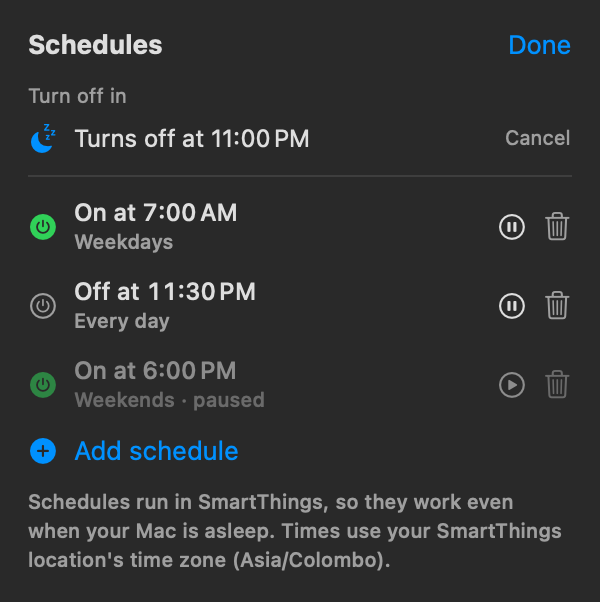 Schedules
Done
Turn off in
Turns off at 11:00 PM
Cancel
On at 7:00 AM
Weekdays
Off at 11:30 PM
Every day
On at 6:00 PM
Weekends · paused
Add schedule
Schedules run in SmartThings, so they work even
when your Mac is asleep. Times use your SmartThings
location's time zone (Asia/Colombo).